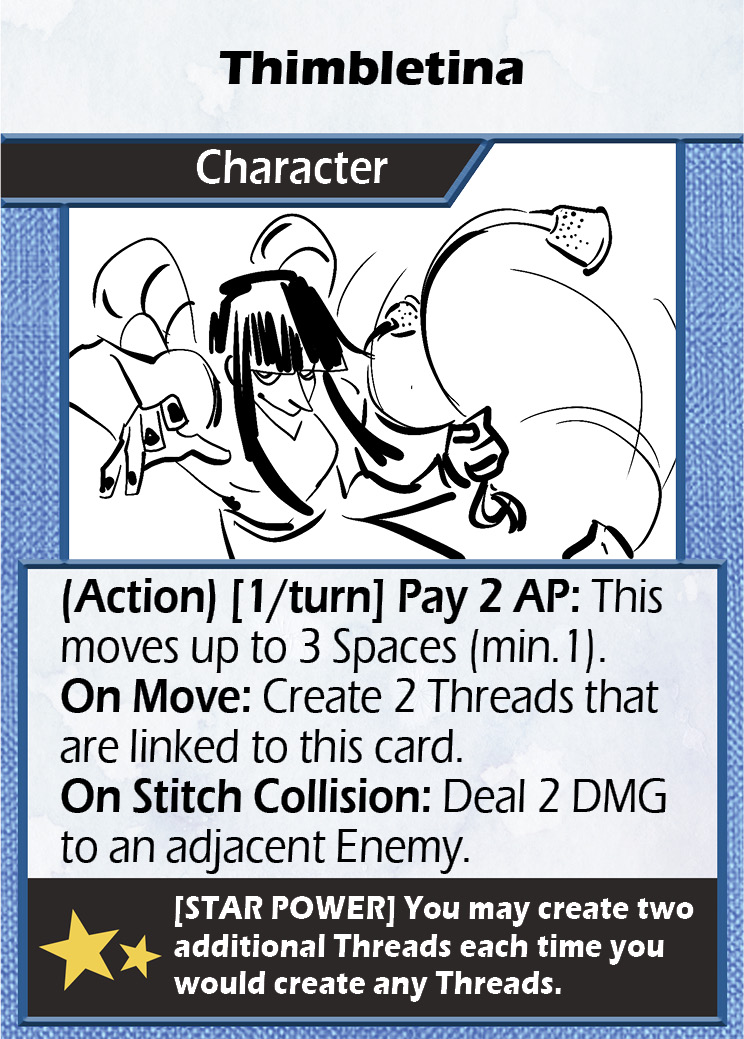 Thimbletina
Character
(Action) [1/turn] Pay 2 AP: This
moves up to 3 Spaces (min.1).
On Move: Create 2 Threads that
are linked to this card.
On Stitch Collision: Deal 2 DMG
to an adjacent Enemy.
[STAR POWER] You may create two
additional Threads each time you
would create any Threads.